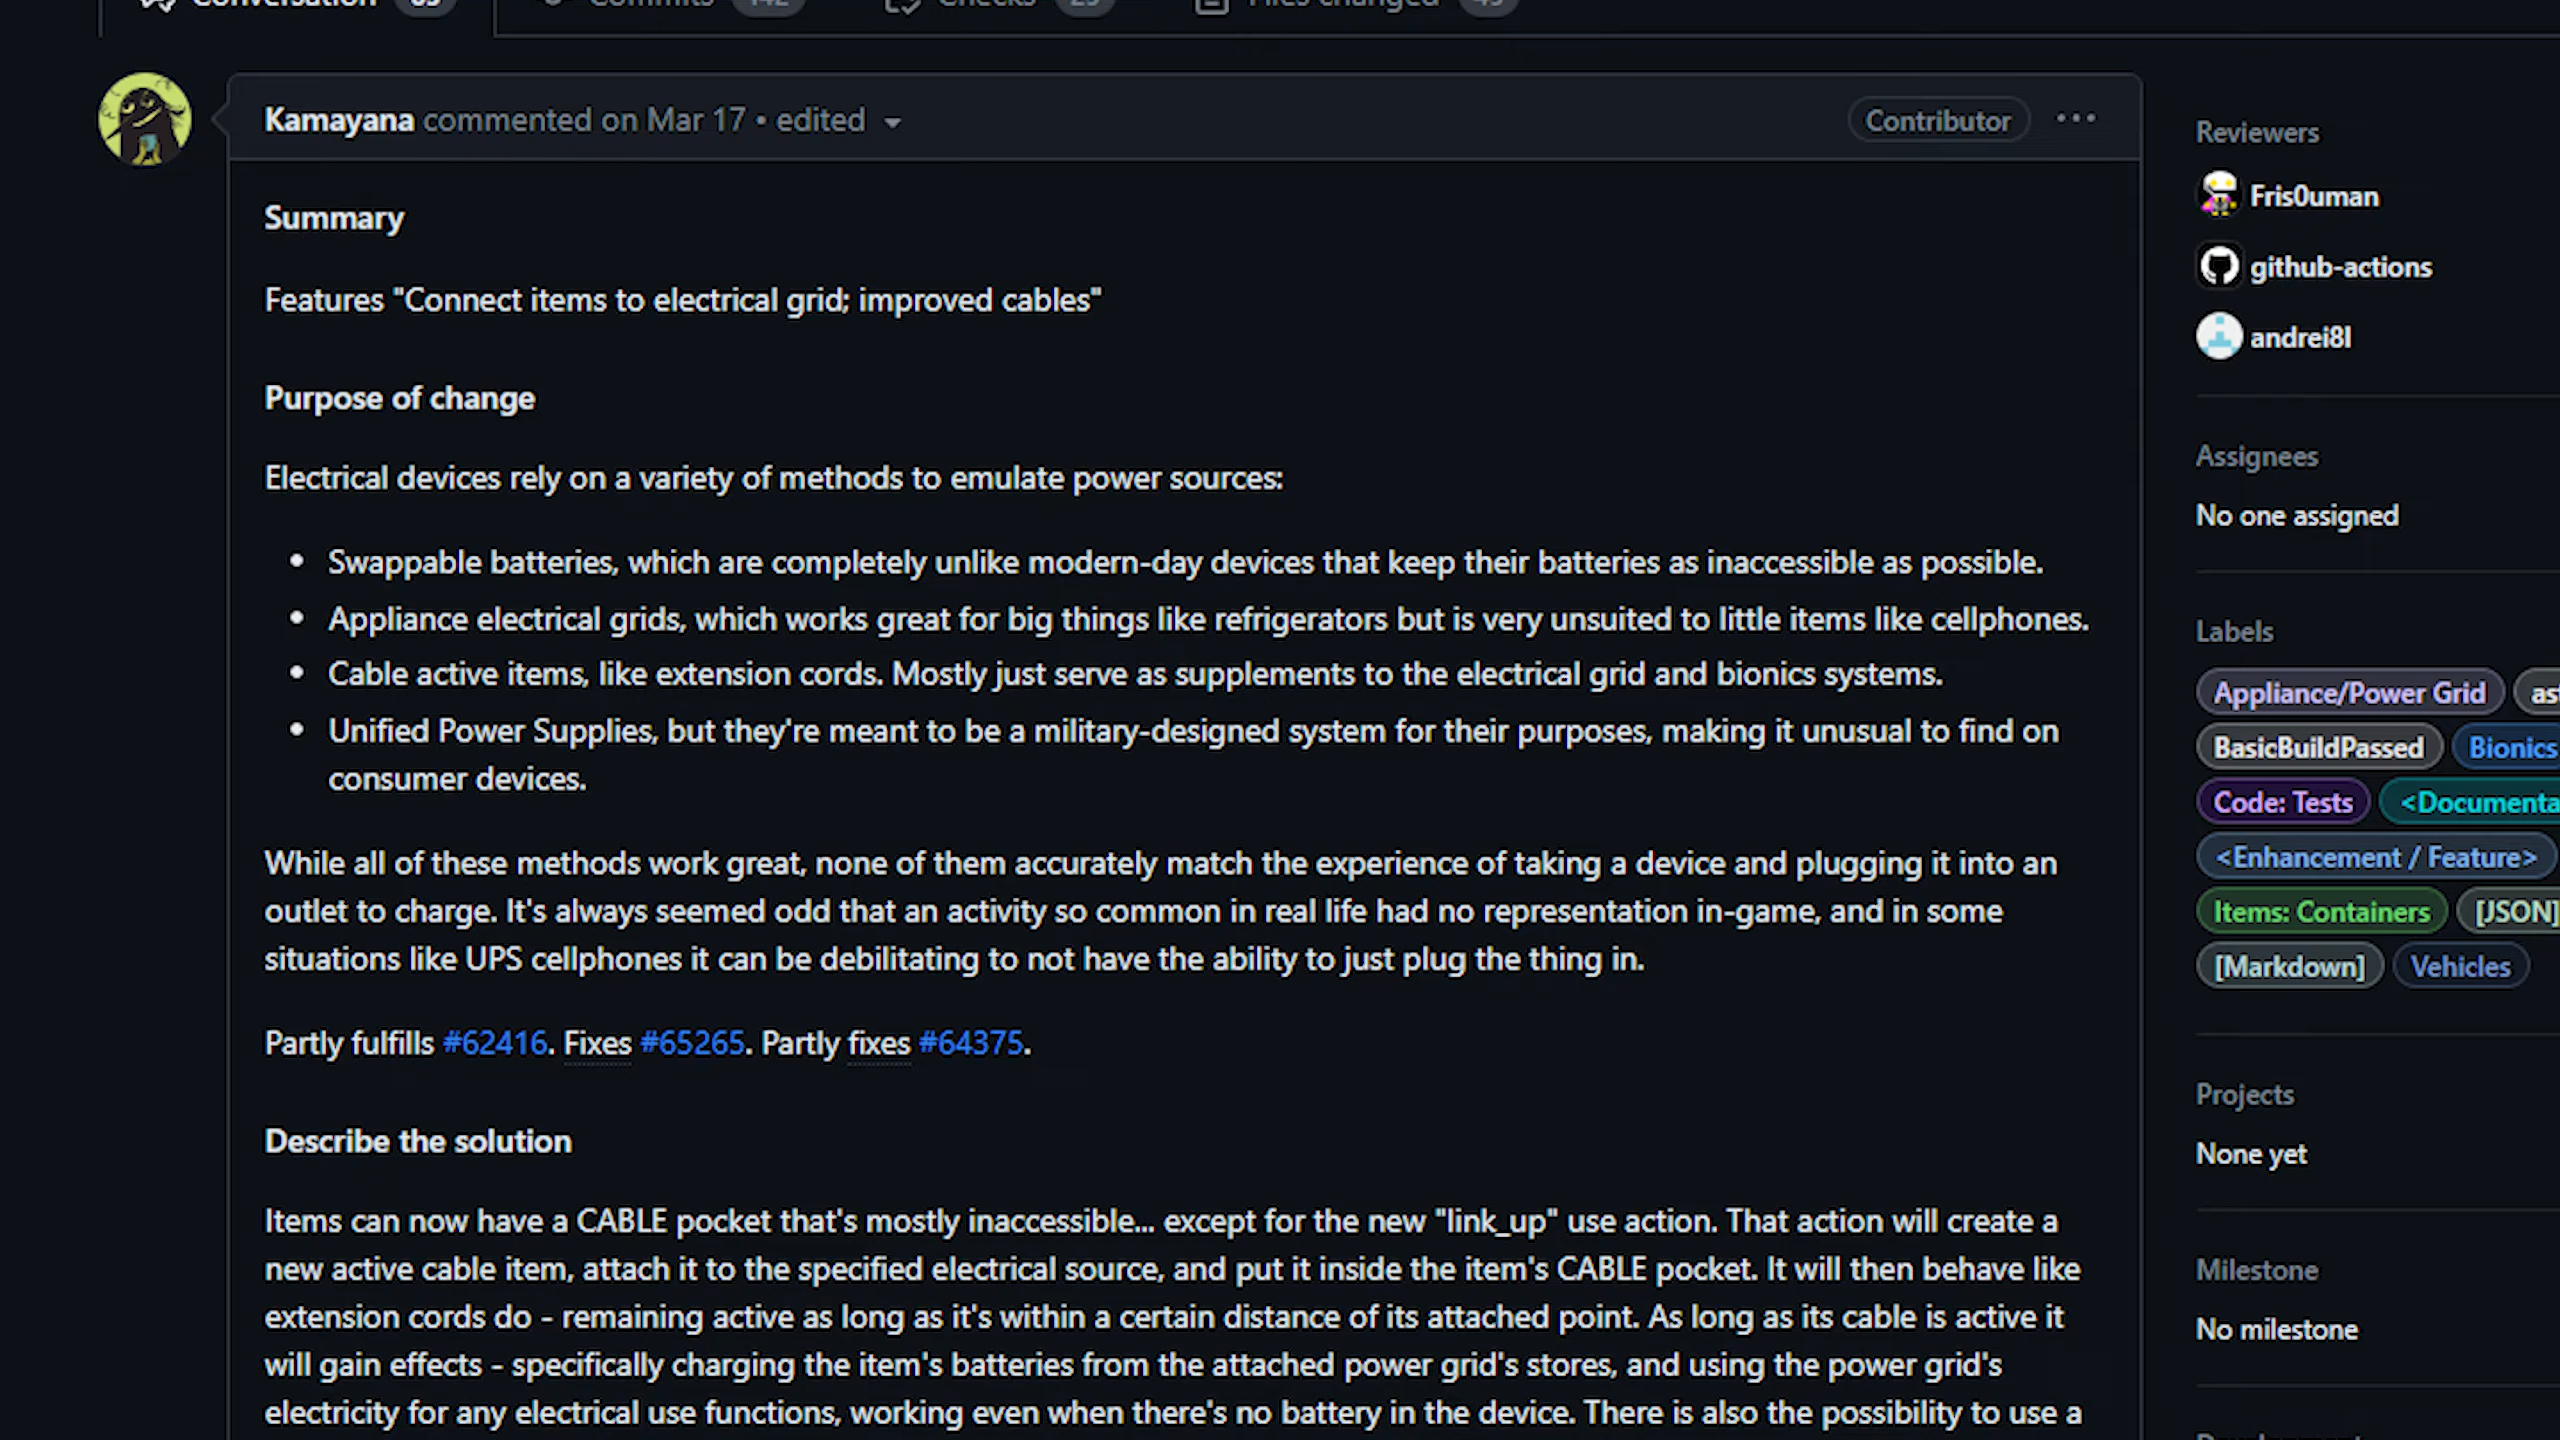 Conversation
Commits 142
Checks
Files changed
Kamayana commented on Mar 17 • edited
Contributor
Summary
Features "Connect items to electrical grid; improved cables"
Purpose of change
Electrical devices rely on a variety of methods to emulate power sources:
• Swappable batteries, which are completely unlike modern-day devices that keep their batteries as inaccessible as possible.
• Appliance electrical grids, which works great for big things like refrigerators but is very unsuited to little items like cellphones.
• Cable active items, like extension cords. Mostly just serve as supplements to the electrical grid and bionics systems.
• Unified Power Supplies, but they're meant to be a military-designed system for their purposes, making it unusual to find on
consumer devices.
While all of these methods work great, none of them accurately match the experience of taking a device and plugging it into an
outlet to charge. It's always seemed odd that an activity so common in real life had no representation in-game, and in some
situations like UPS cellphones it can be debilitating to not have the ability to just plug the thing in.
Partly fulfills #62416. Fixes #65265. Partly fixes #64375.
Describe the solution
Items can now have a CABLE pocket that's mostly inaccessible... except for the new "link_up" use action. That action will create a
new active cable item, attach it to the specified electrical source, and put it inside the item's CABLE pocket. It will then behave like
extension cords do - remaining active as long as it's within a certain distance of its attached point. As long as its cable is active it
will gain effects - specifically charging the item's batteries from the attached power grid's stores, and using the power grid's
electricity for any electrical use functions, working even when there's no battery in the device. There is also the possibility to use a
Reviewers
Fris0uman
github-actions
andrei8l
Assignees
No one assigned
Labels
Appliance/Power Grid as
BasicBuildPassed Bionics
Code: Tests <Documenta
<Enhancement / Feature>
Items: Containers [JSON]
[Markdown] Vehicles
Projects
None yet
Milestone
No milestone